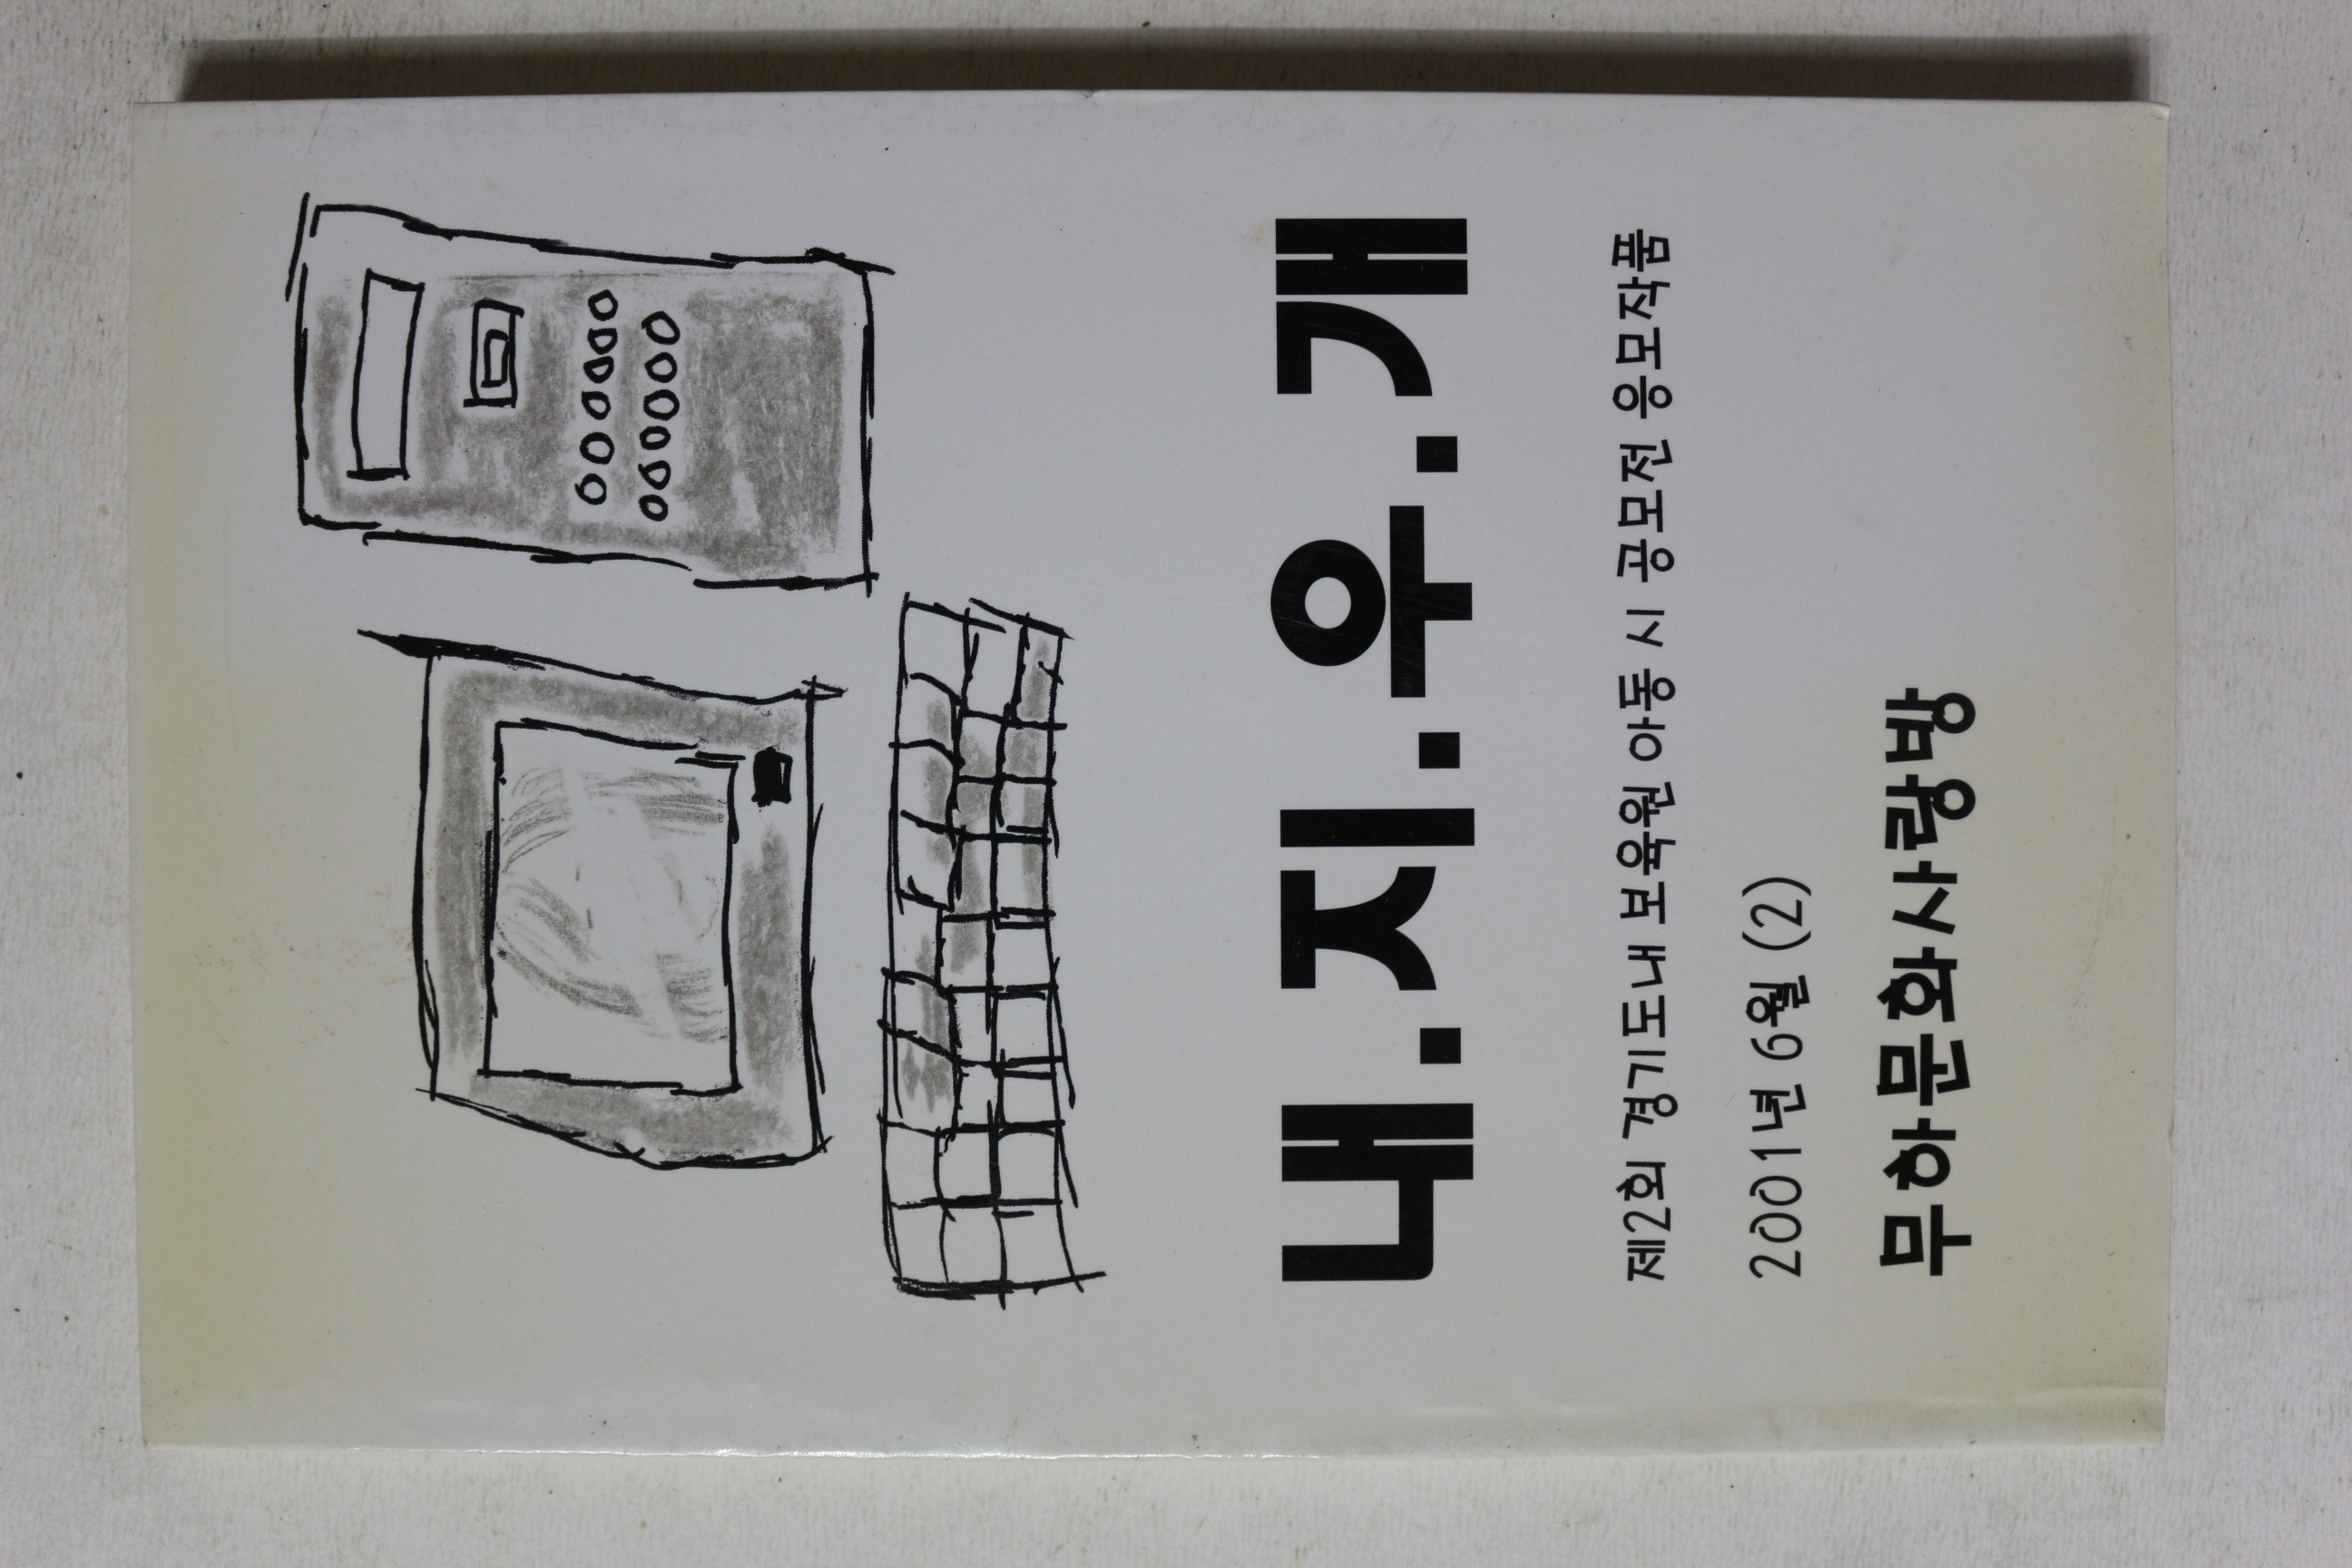 내.지.우.개
제2회 경기도내 보육원 아동 시 공모전 응모작품
2001년 6월 (2)
무하문화사랑방